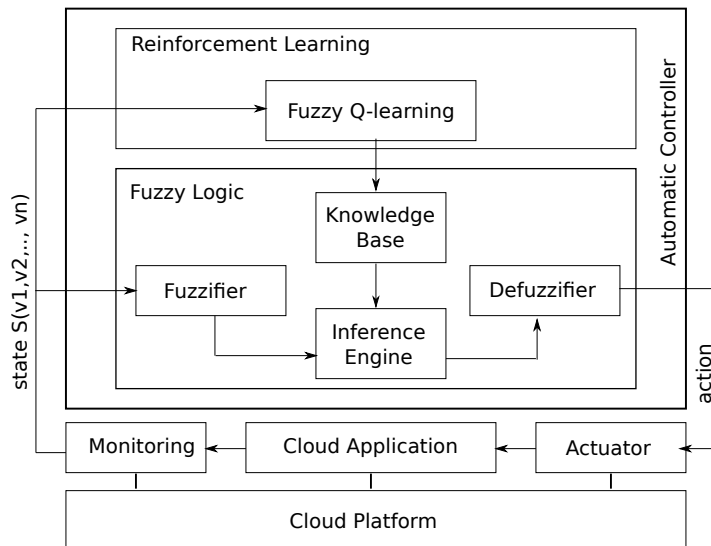 Reinforcement Learning
Fuzzy Q-learning
Fuzzy Logic
Knowledge
Base
Fuzzifier
Defuzzifier
Inference
Engine
Automatic Controller
state S(v1,v2,..., vn)
action
Monitoring
Cloud Application
Actuator
Cloud Platform